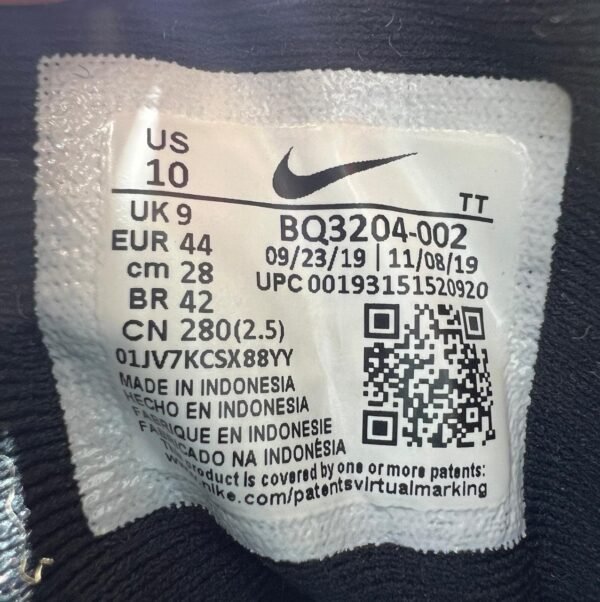 US
10
TT
UK 9
EUR 44
cm 28
BR 42
CN 280(2.5)
01JV7KCSX88YY
BQ3204-002
09/23/19 | 11/08/19
UPC 00193151520920
MADE IN INDONESIA
HECHO EN INDONESIA
FABRIQUE EN INDONESIE
FABRICADO NA INDONÉSIA
product is covered by one or more patents:
.nike.com/patentsvirtualmarking